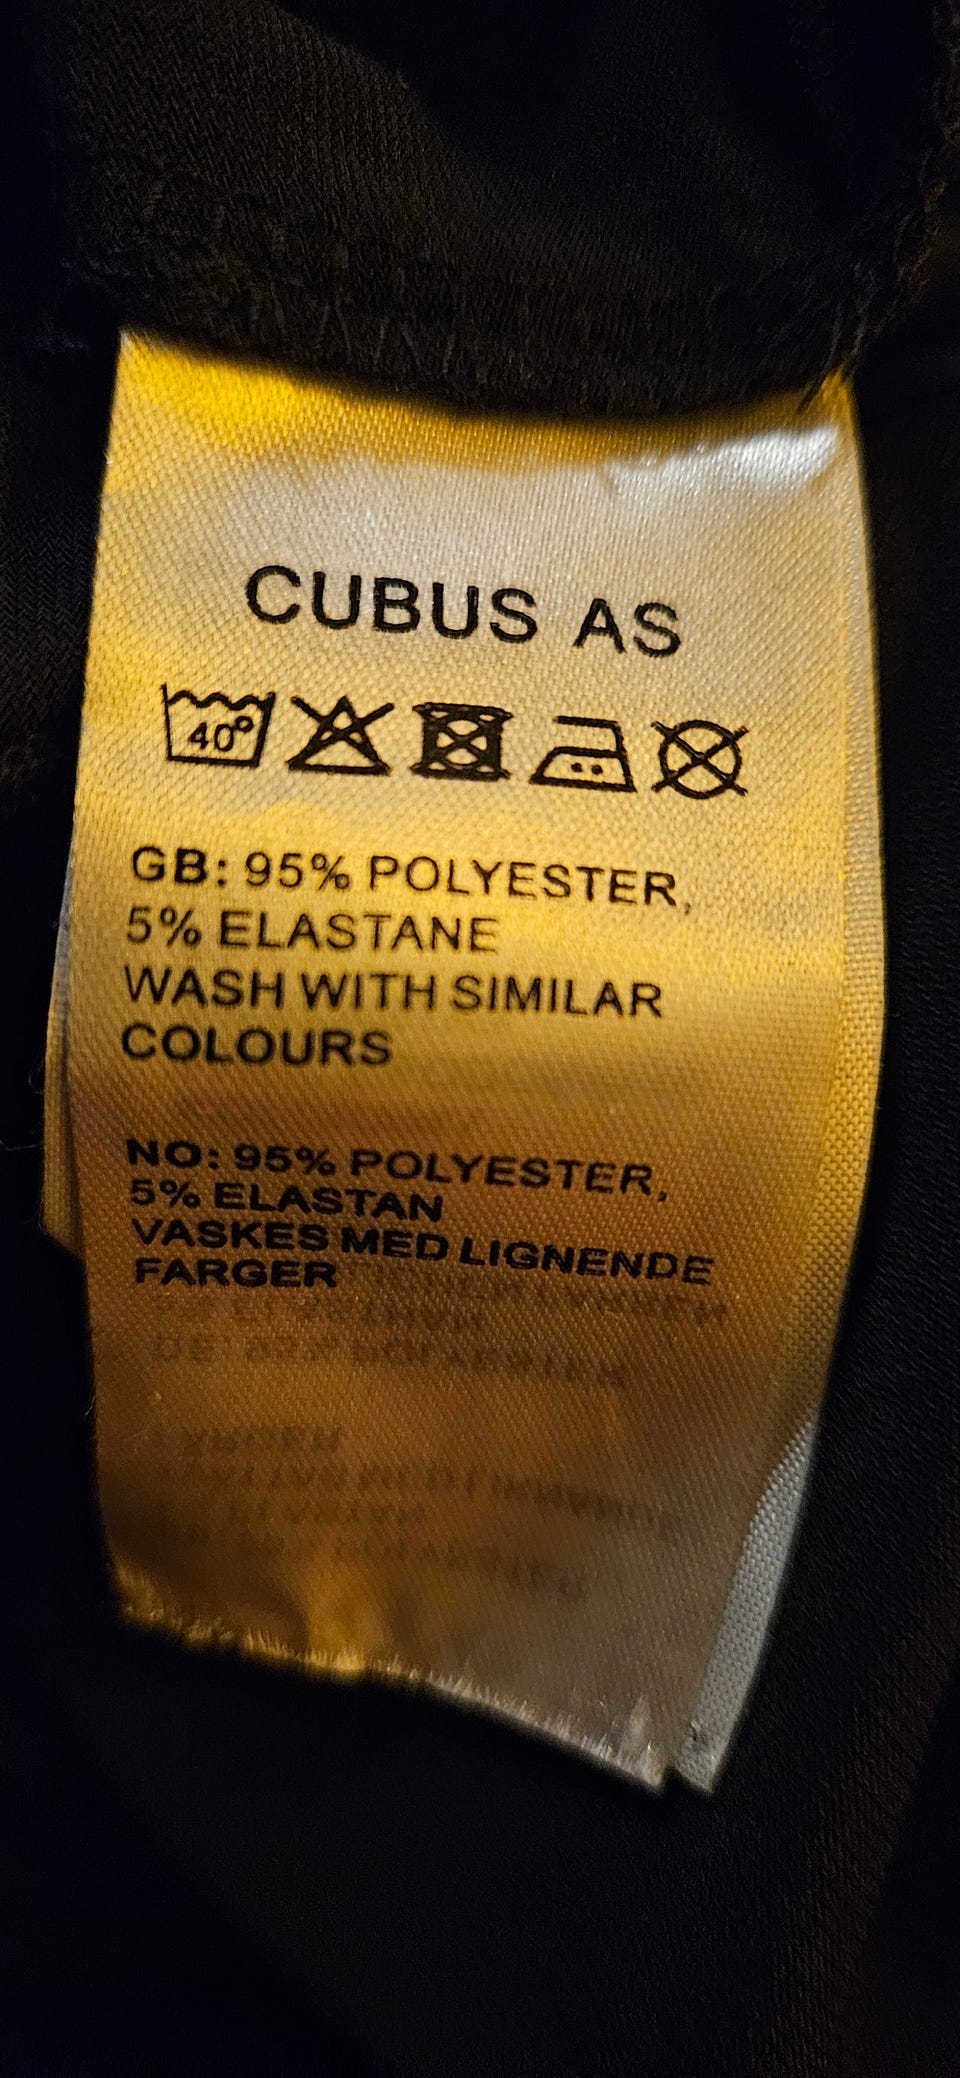 CUBUS AS
40°
GB: 95% POLYESTER,
5% ELASTANE
WASH WITH SIMILAR
COLOURS
NO: 95% POLYESTER,
5% ELASTAN
VASKES MED LIGNENDE
FARGER